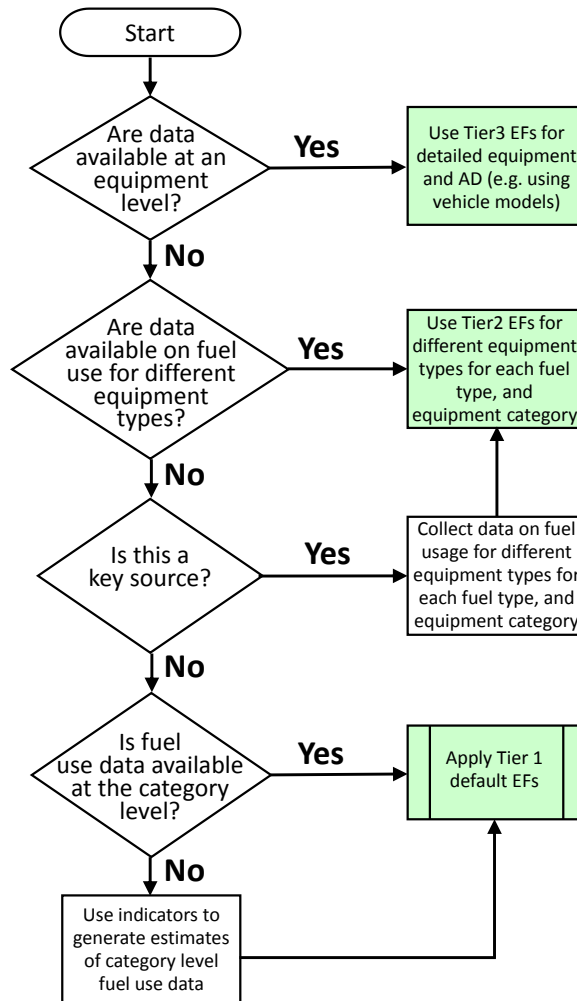 Start
Are data
available at an
equipment
level?
Yes
Use Tier3 EFs for
detailed equipment
and AD (e.g. using
vehicle models)
No
Are data
available on fuel
use for different
equipment
types?
Yes
Use Tier2 EFs for
different equipment
types for each fuel
type, and
equipment category
No
Is this a
key source?
Yes
Collect data on fuel
usage for different
equipment types for
each fuel type, and
equipment category
No
Is fuel
use data available
at the category
level?
Yes
Apply Tier 1
default EFs
No
Use indicators to
generate estimates
of category level
fuel use data